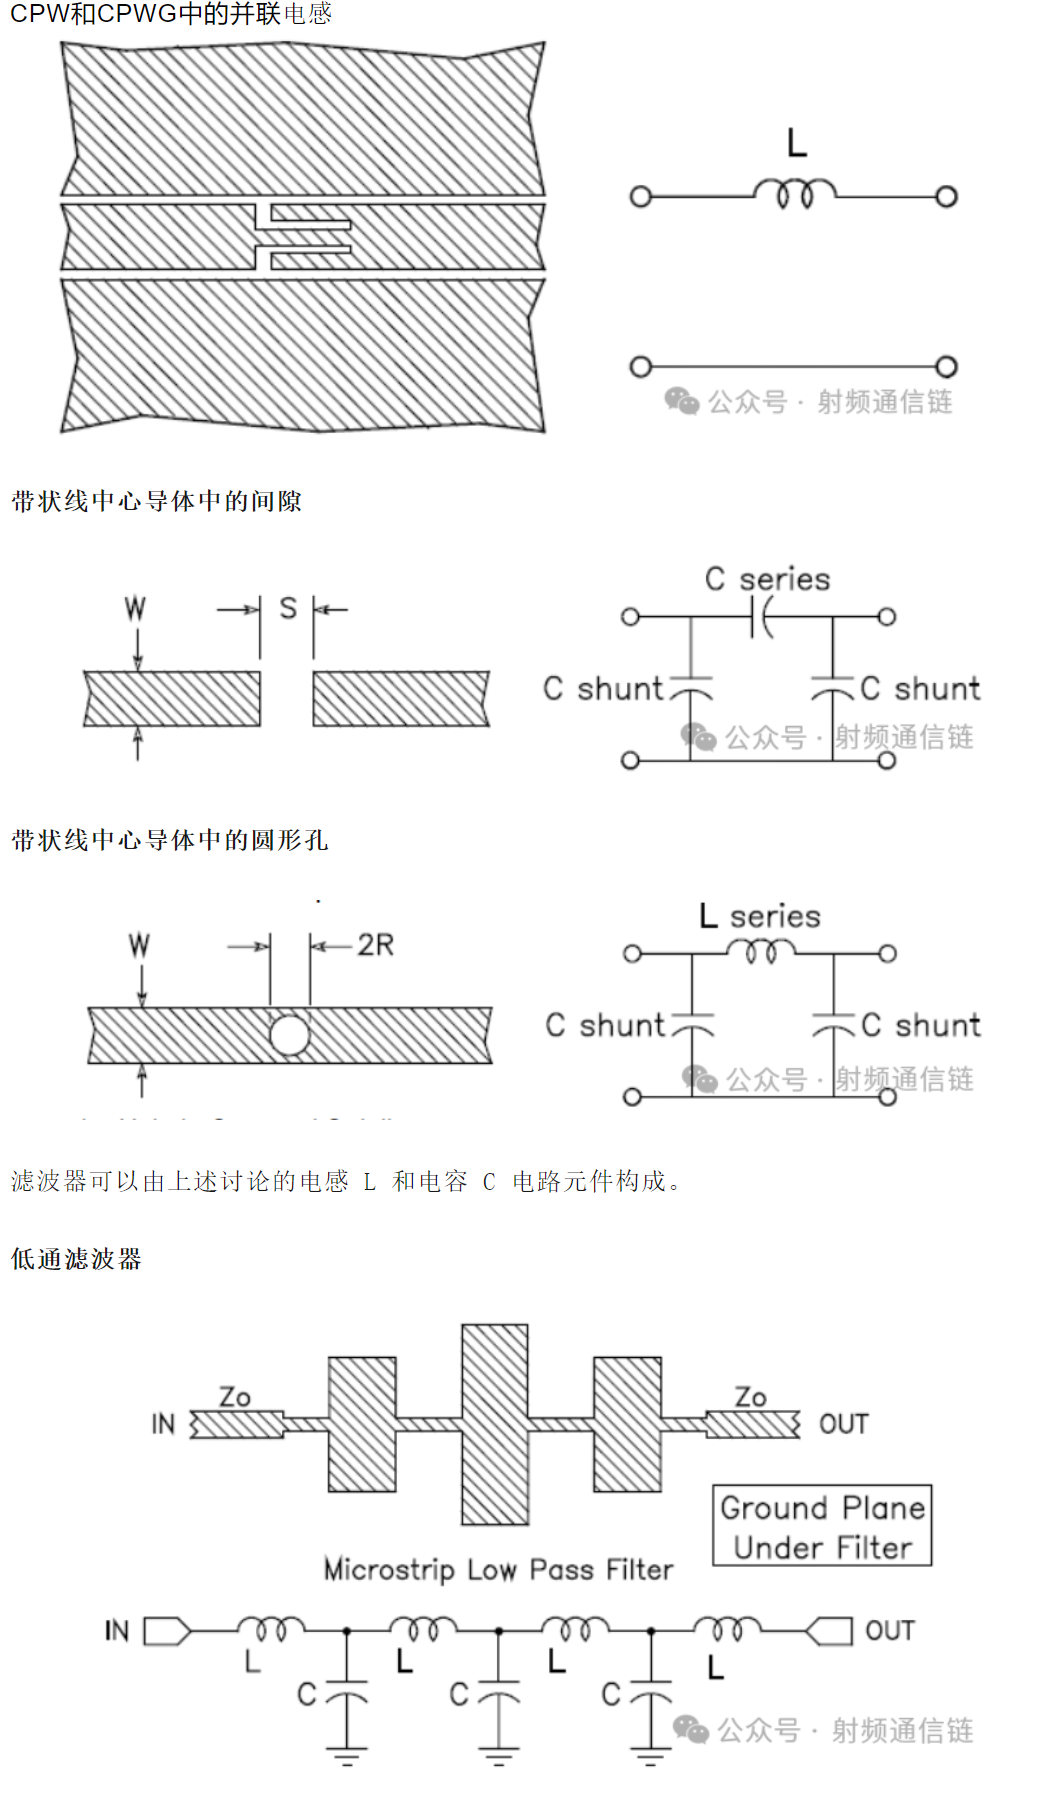 CPW和CPWG中的并联电感
L
公众号 · 射频通信链
带状线中心导体中的间隙
C series
W
S
C shunt
C shunt
公众号 · 射频通信链
带状线中心导体中的圆形孔
L series
W
2R
C shunt
C shunt
公众号 · 射频通信链
滤波器可以由上述讨论的电感 L 和电容 C 电路元件构成。
低通滤波器
Zo
Zo
IN
OUT
Ground Plane
Under Filter
Microstrip Low Pass Filter
IN
OUT
L
L
L
L
C
C
C
公众号 · 射频通信链